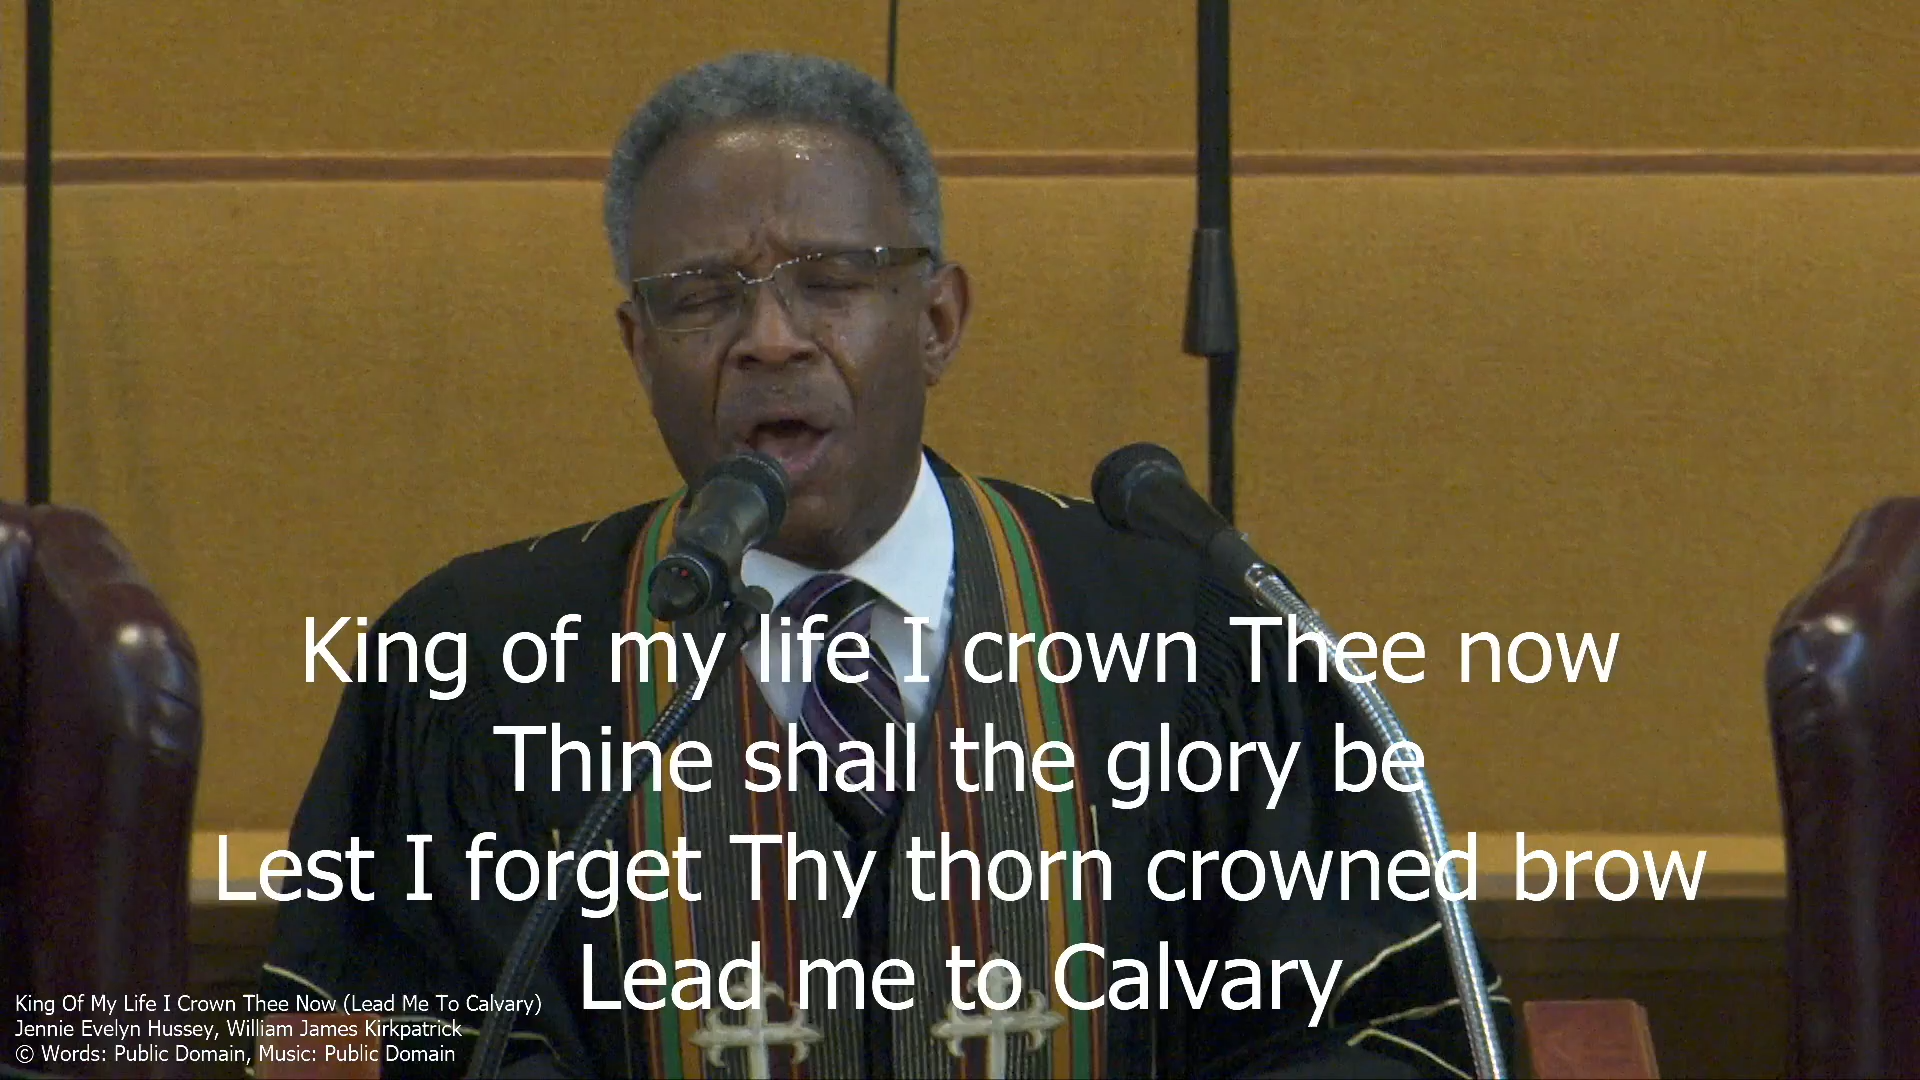 King of my life I crown Thee now
Thine shall the glory be
Lest I forget Thy thorn crowned brow
Lead me to Calvary
King Of My Life I Crown Thee Now (Lead Me To Calvary)
Jennie Evelyn Hussey, William James Kirkpatrick
© Words: Public Domain, Music: Public Domain